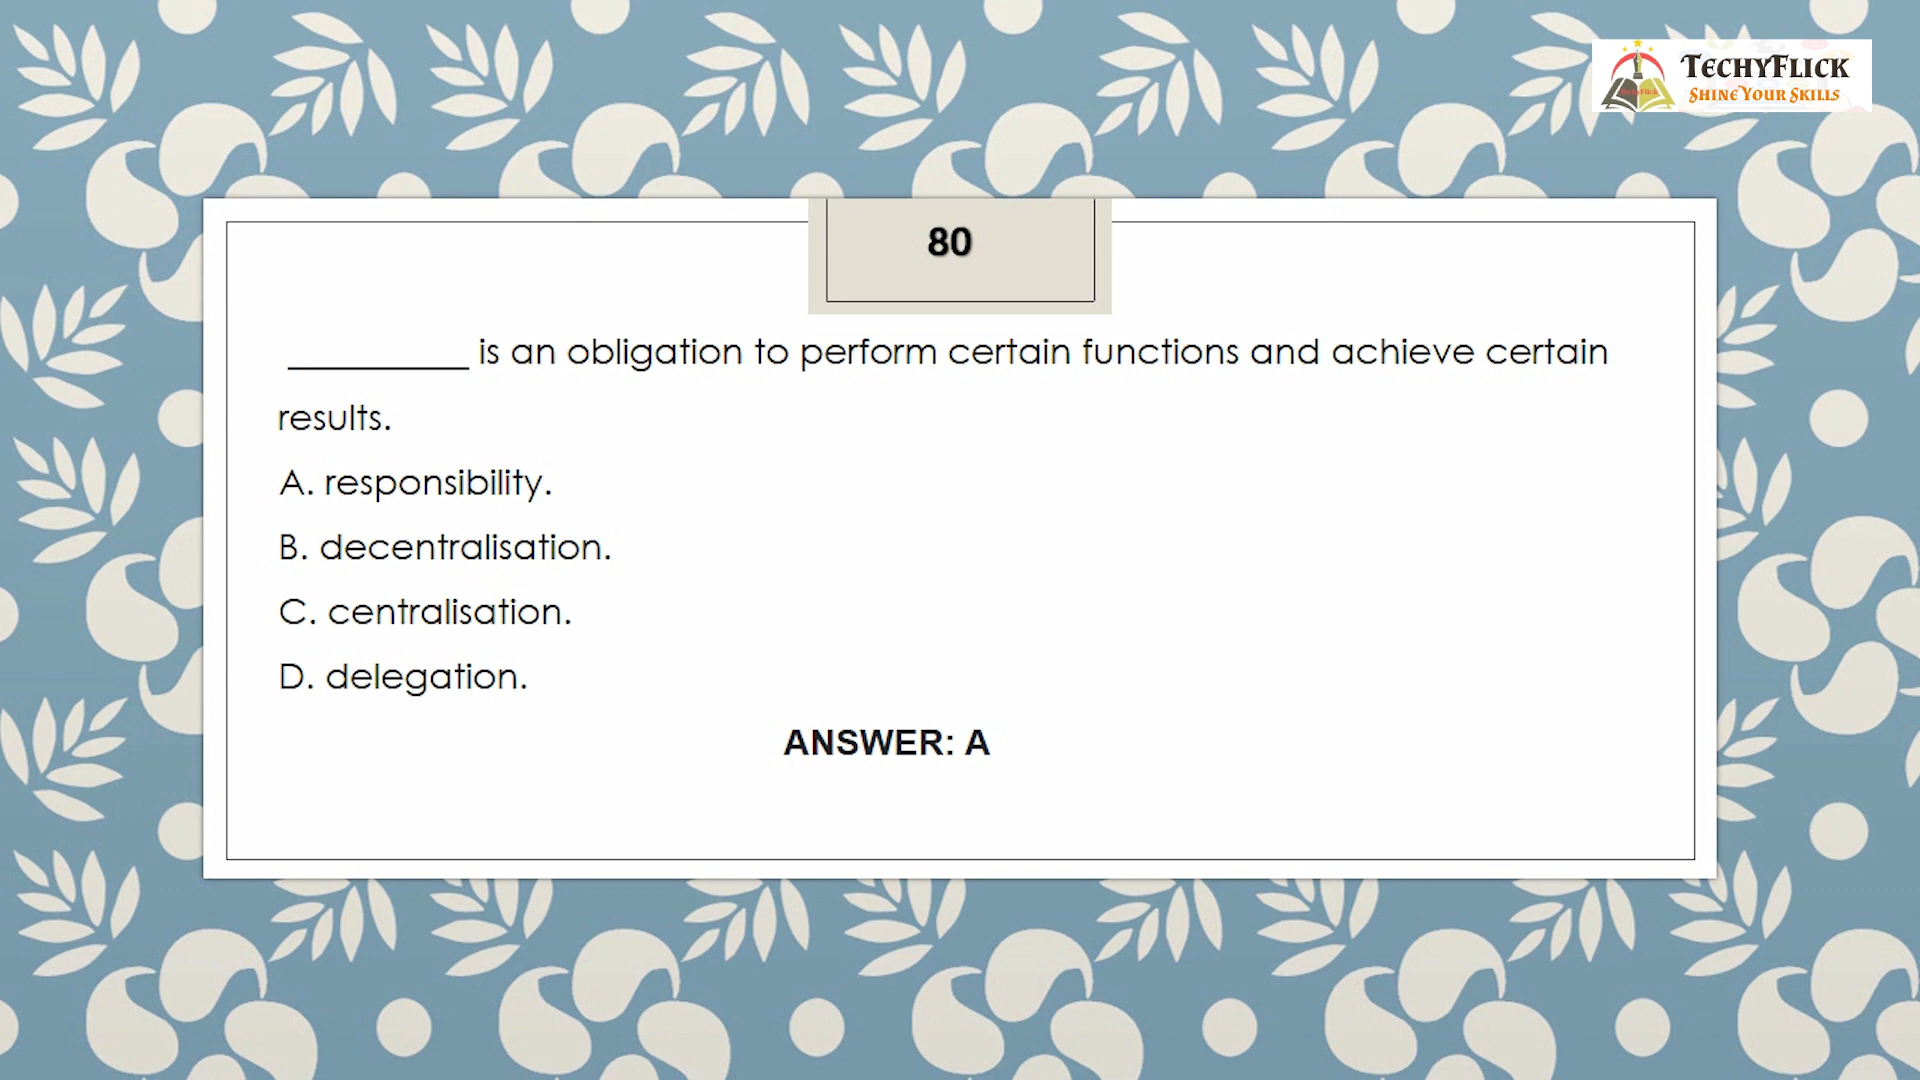 TECHYFLICK
SHINE YOUR SKILLS
80
__________ is an obligation to perform certain functions and achieve certain
results.
A. responsibility.
B. decentralisation.
C. centralisation.
D. delegation.
ANSWER: A